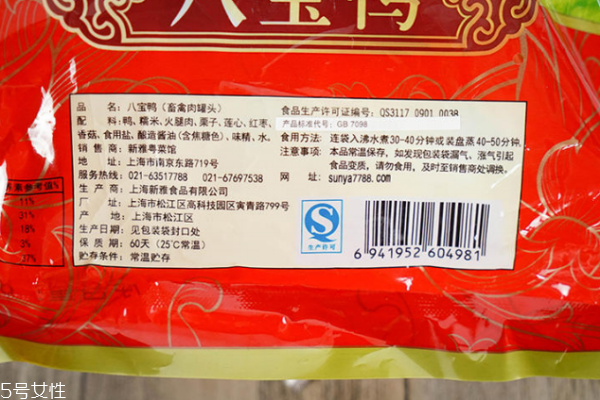 八宝鸭
品 名：八宝鸭（畜禽肉罐头）
配 料：鸭、糯米、火腿肉、栗子、莲心、红枣、
香菇、食用盐、酿造酱油（含焦糖色）、味精、水、
销 售 商：新雅粤菜馆
地 址：上海市南京东路719号
服务热线：021-63517788 021-67697538
生 产 商：上海新雅食品有限公司
厂 址：上海市松江区高科技园区寅青路799号
产 地：上海市松江区
生产日期：见包装袋封口处
保 质 期：60天（25℃常温）
贮存条件：常温贮存
食品生产许可证编号：QS3117 0901 0038
产品标准代号：GB 7098
食用方法：连袋入沸水煮30-40分钟或装盘蒸40-50分钟.
注意事项：本品常温保存，如发现包装袋漏气、涨气引起
食品变质，请勿食用，及时至销售商处调换。
网 址：sunya7788.com
QS
生产许可
6 941952 604981
养素参考值%
11%
31%
18%
3%
27%
5号女性